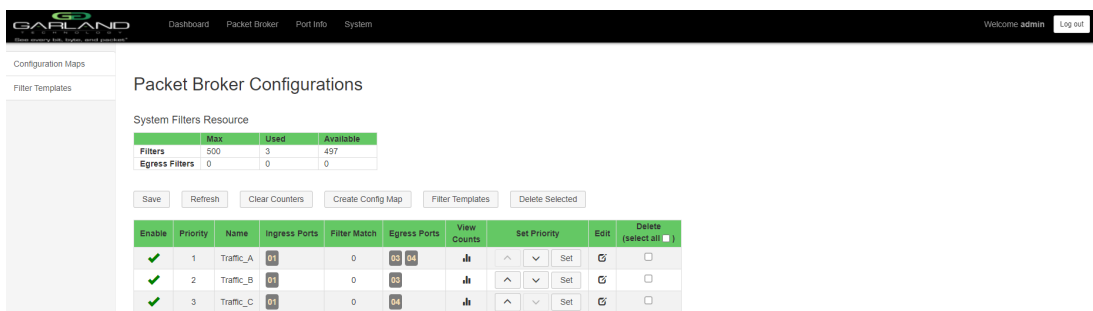 GARLAND
TECHNOLOGY
See every bit, byte, and packet
Dashboard Packet Broker Port Info System
Welcome admin Log out
Configuration Maps
Filter Templates
Packet Broker Configurations
System Filters Resource
Max Used Available
Filters 500 3 497
Egress Filters 0 0 0
Save Refresh Clear Counters Create Config Map Filter Templates Delete Selected
Enable Priority Name Ingress Ports Filter Match Egress Ports View Counts Set Priority Edit Delete (select all )
1 Traffic_A 01 0 03 04 Set
2 Traffic_B 01 0 03 Set
3 Traffic_C 01 0 04 Set